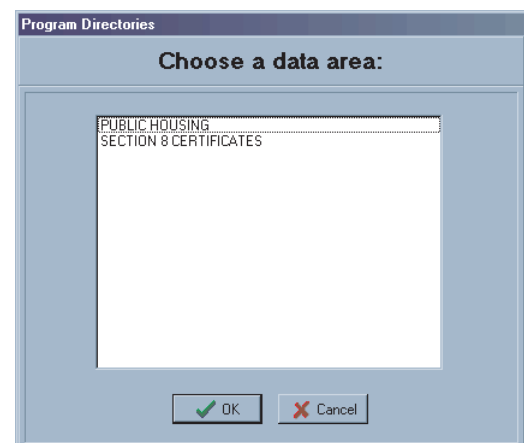 Program Directories
Choose a data area:
PUBLIC HOUSING
SECTION 8 CERTIFICATES
OK
Cancel